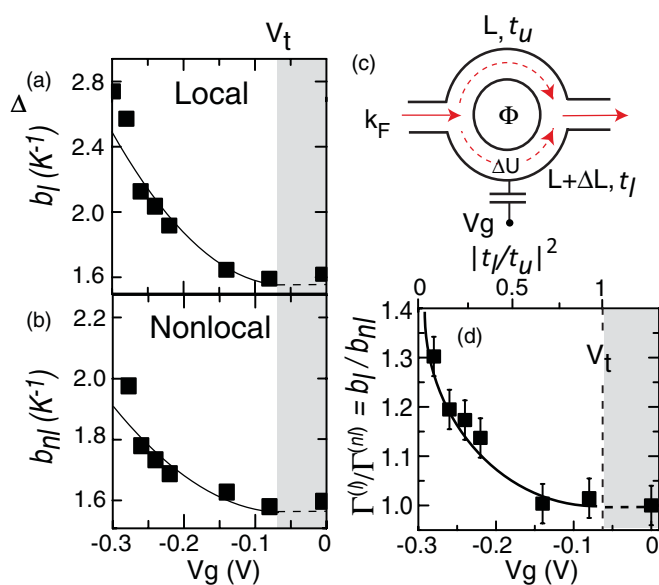 V_t
(a)
Δ
Local
2.8
2.4
2.0
1.6
b_l (K⁻¹)
(b)
Nonlocal
2.2
2.0
1.8
1.6
b_nl (K⁻¹)
-0.3 -0.2 -0.1 0
Vg (V)
(c)
L, t_u
k_F
Φ
ΔU
L+ΔL, t_l
Vg
|t_l/t_u|²
0 0.5 1
(d)
V_t
1.4
1.3
1.2
1.1
1.0
Γ^(l)/Γ^(nl) = b_l / b_nl
-0.3 -0.2 -0.1 0
Vg (V)